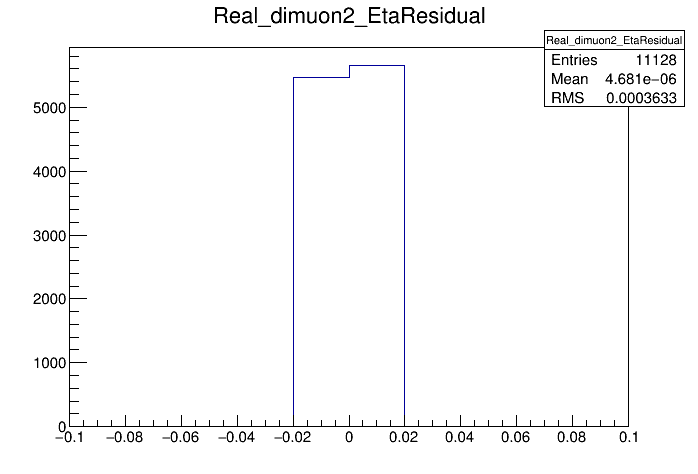 Real_dimuon2_EtaResidual
Real_dimuon2_EtaResidual
Entries 11128
Mean 4.681e−06
RMS 0.0003633
5000
4000
3000
2000
1000
0
−0.1 −0.08 −0.06 −0.04 −0.02 0 0.02 0.04 0.06 0.08 0.1